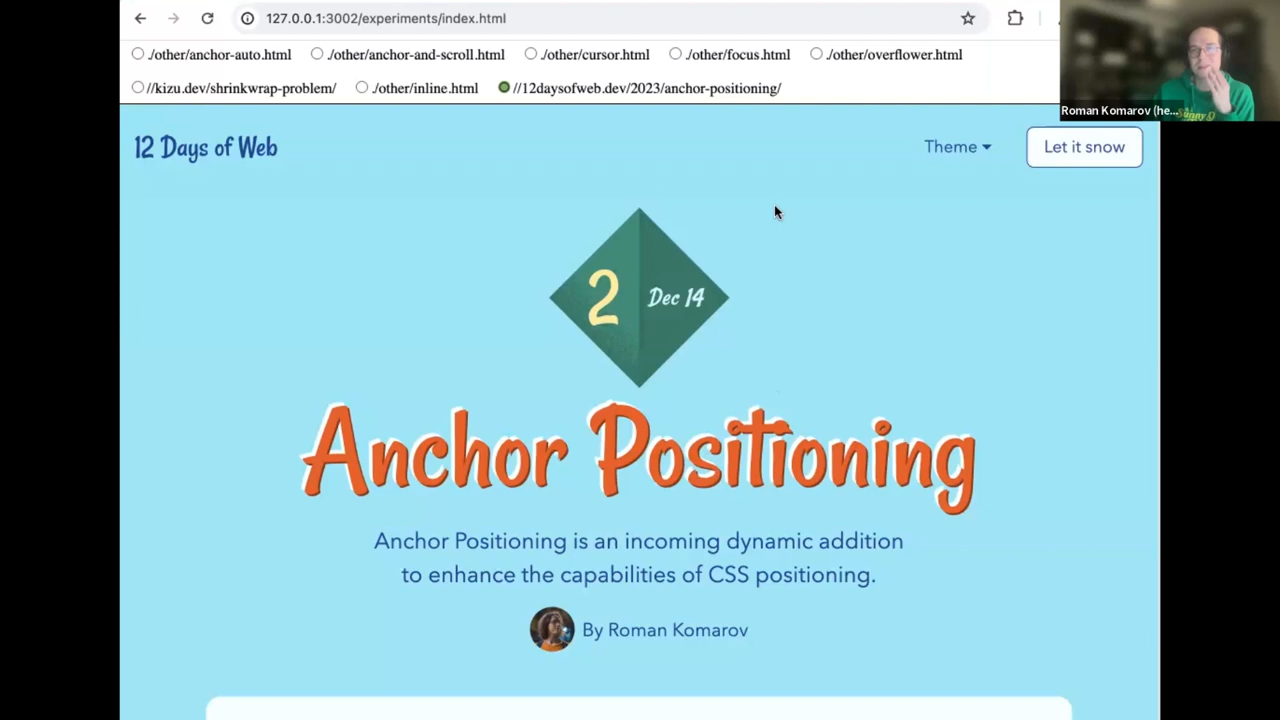 127.0.0.1:3002/experiments/index.html
./other/anchor-auto.html ./other/anchor-and-scroll.html ./other/cursor.html ./other/focus.html ./other/overflower.html
//kizu.dev/shrinkwrap-problem/ ./other/inline.html //12daysofweb.dev/2023/anchor-positioning/
Roman Komarov (he...
12 Days of Web
Theme
Let it snow
2
Dec 14
Anchor Positioning
Anchor Positioning is an incoming dynamic addition
to enhance the capabilities of CSS positioning.
By Roman Komarov